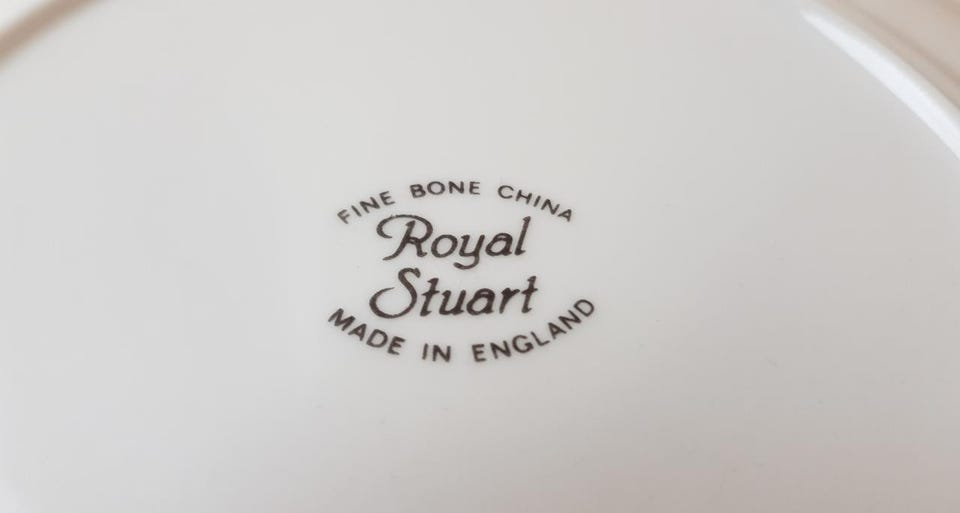 FINE BONE CHINA
Royal
Stuart
MADE IN ENGLAND